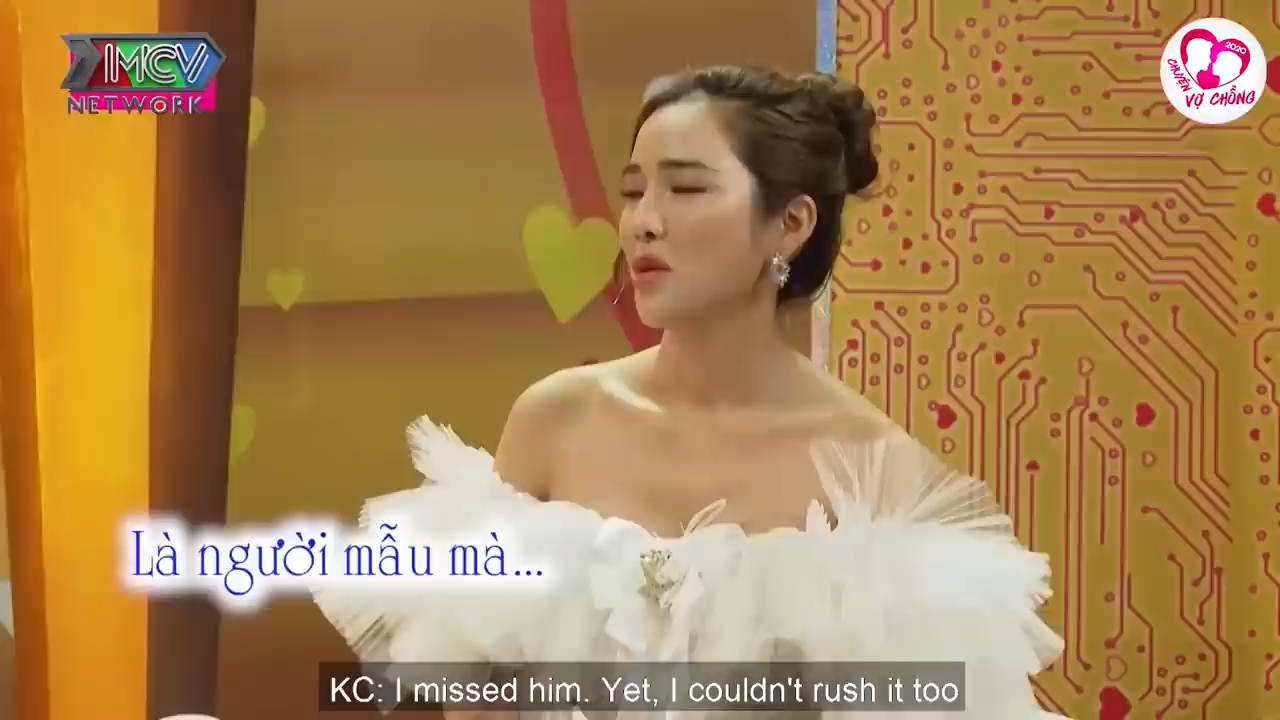 MCV
NETWORK
2020
CHUYỆN
VỢ CHỒNG
Là người mẫu mà...
KC: I missed him. Yet, I couldn't rush it too